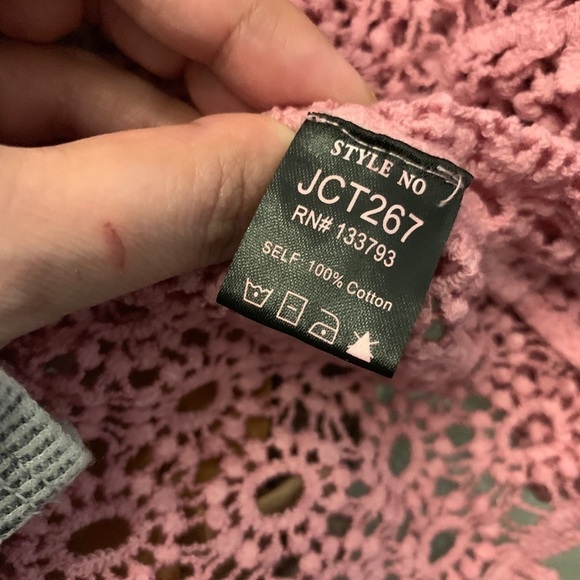 STYLE NO
JCT267
RN# 133793
SELF: 100% Cotton